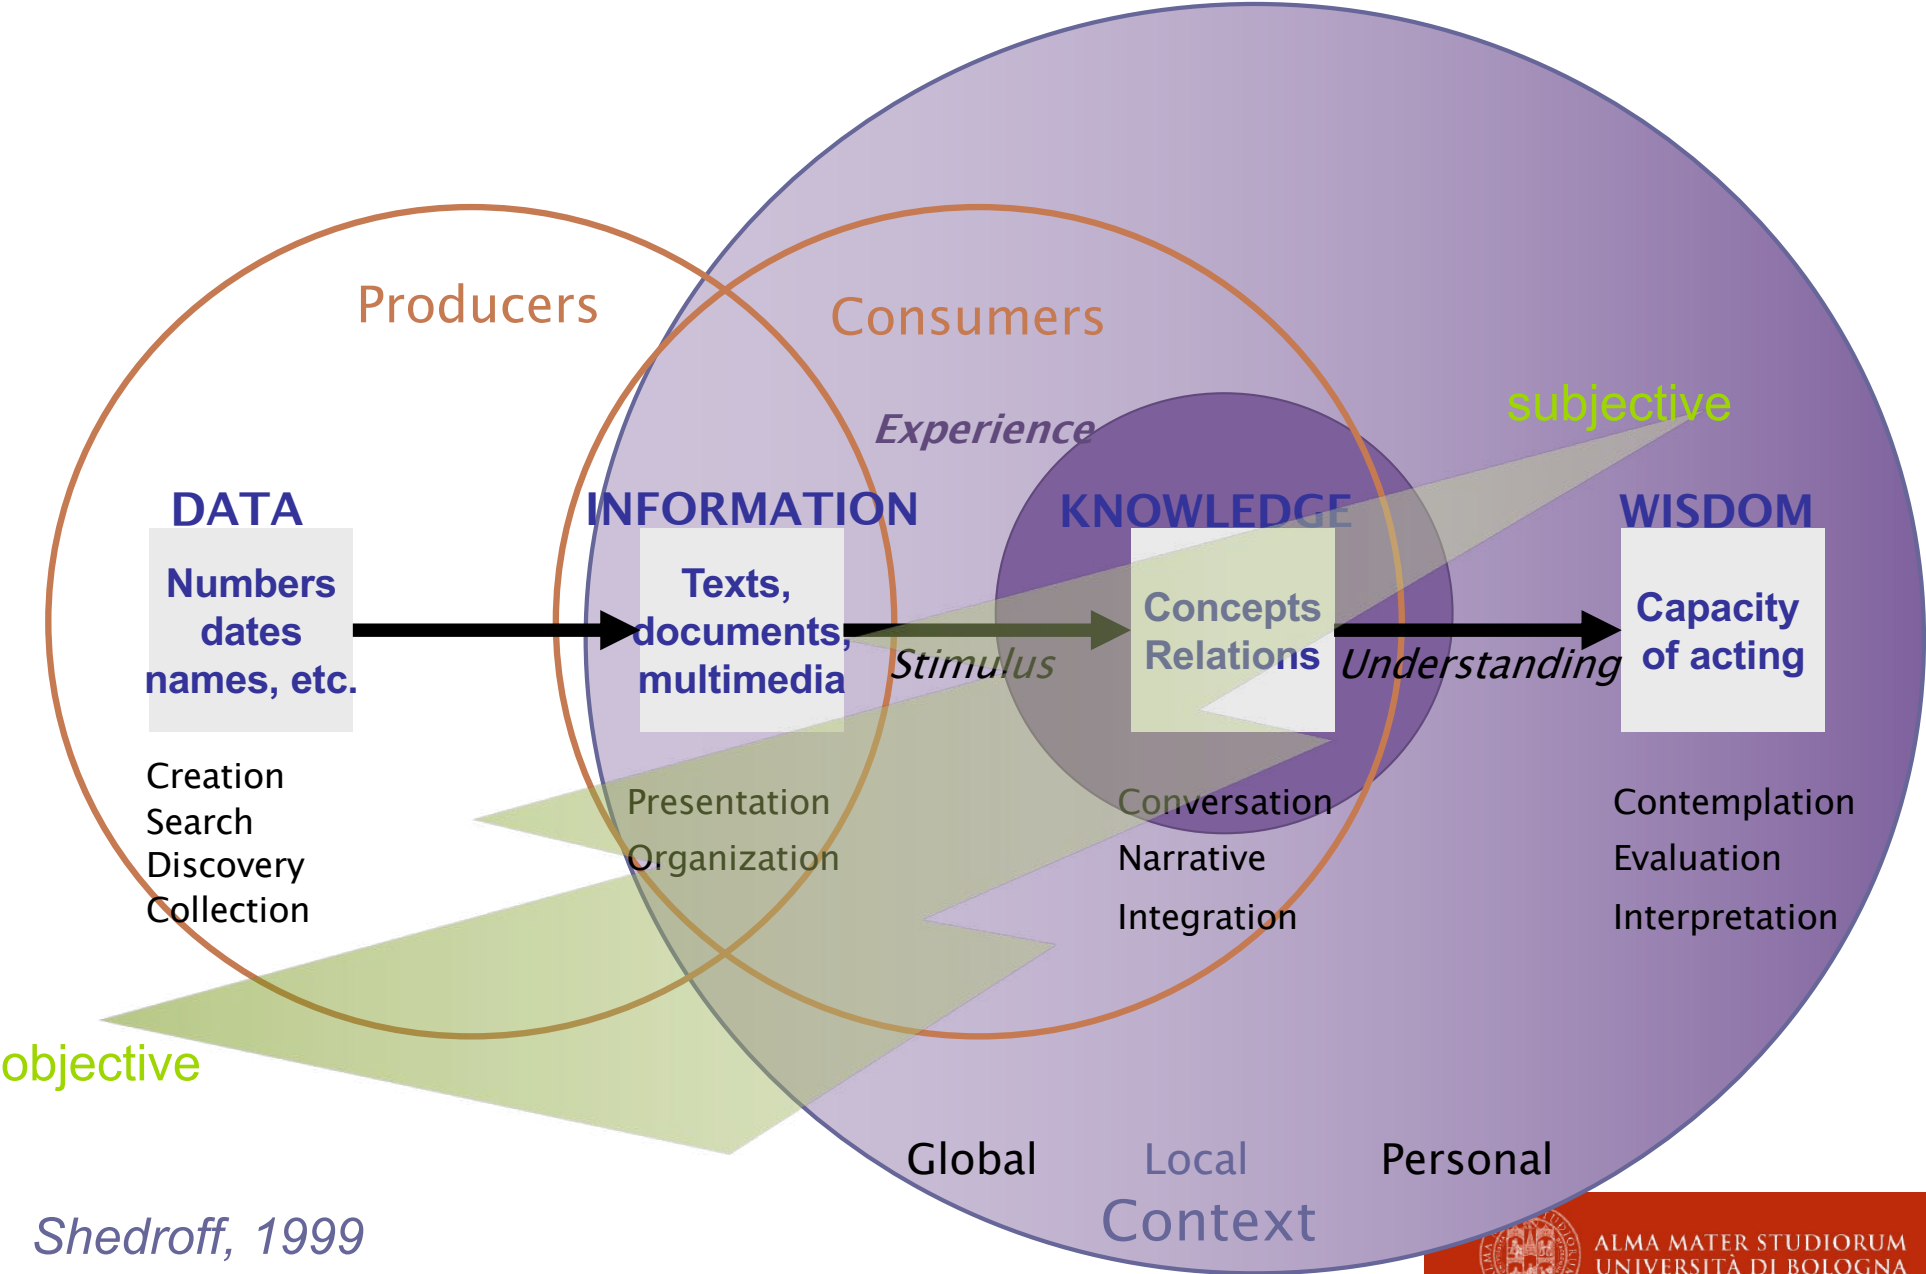 Producers
Consumers
Experience
subjective
DATA
INFORMATION
KNOWLEDGE
WISDOM
Numbers
dates
names, etc.
Texts,
documents,
multimedia
Stimulus
Concepts
Relations
Understanding
Capacity
of acting
Creation
Search
Discovery
Collection
Presentation
Organization
Conversation
Narrative
Integration
Contemplation
Evaluation
Interpretation
objective
Global
Local
Personal
Context
Shedroff, 1999
ALMA MATER STUDIORUM
UNIVERSITÀ DI BOLOGNA